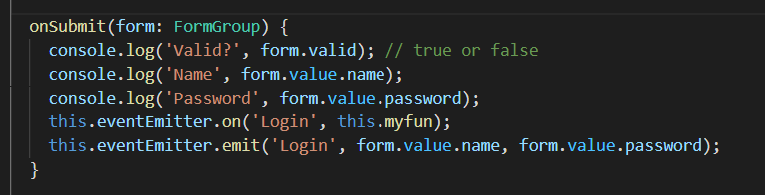 onSubmit(form: FormGroup) {
console.log('Valid?', form.valid); // true or false
console.log('Name', form.value.name);
console.log('Password', form.value.password);
this.eventEmitter.on('Login', this.myfun);
this.eventEmitter.emit('Login', form.value.name, form.value.password);
}